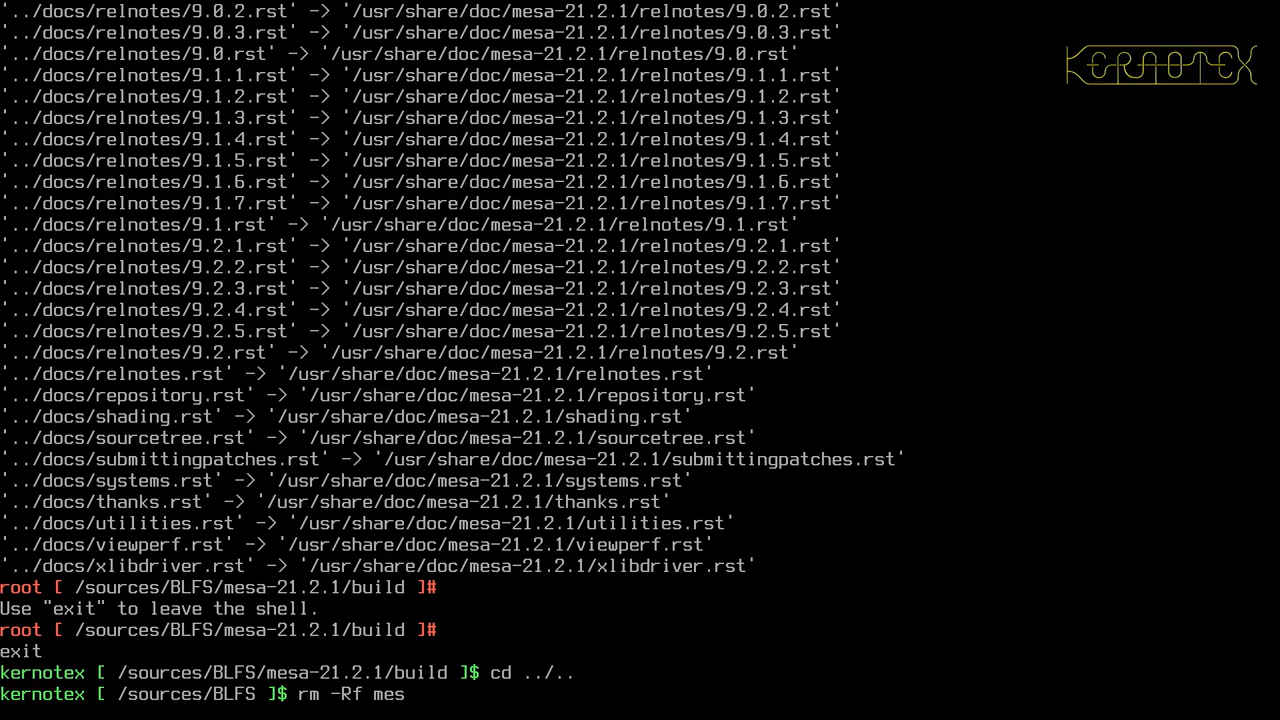 '../docs/relnotes/9.0.2.rst' -> '/usr/share/doc/mesa-21.2.1/relnotes/9.0.2.rst'
'../docs/relnotes/9.0.3.rst' -> '/usr/share/doc/mesa-21.2.1/relnotes/9.0.3.rst'
'../docs/relnotes/9.0.rst' -> '/usr/share/doc/mesa-21.2.1/relnotes/9.0.rst'
'../docs/relnotes/9.1.1.rst' -> '/usr/share/doc/mesa-21.2.1/relnotes/9.1.1.rst'
'../docs/relnotes/9.1.2.rst' -> '/usr/share/doc/mesa-21.2.1/relnotes/9.1.2.rst'
'../docs/relnotes/9.1.3.rst' -> '/usr/share/doc/mesa-21.2.1/relnotes/9.1.3.rst'
'../docs/relnotes/9.1.4.rst' -> '/usr/share/doc/mesa-21.2.1/relnotes/9.1.4.rst'
'../docs/relnotes/9.1.5.rst' -> '/usr/share/doc/mesa-21.2.1/relnotes/9.1.5.rst'
'../docs/relnotes/9.1.6.rst' -> '/usr/share/doc/mesa-21.2.1/relnotes/9.1.6.rst'
'../docs/relnotes/9.1.7.rst' -> '/usr/share/doc/mesa-21.2.1/relnotes/9.1.7.rst'
'../docs/relnotes/9.1.rst' -> '/usr/share/doc/mesa-21.2.1/relnotes/9.1.rst'
'../docs/relnotes/9.2.1.rst' -> '/usr/share/doc/mesa-21.2.1/relnotes/9.2.1.rst'
'../docs/relnotes/9.2.2.rst' -> '/usr/share/doc/mesa-21.2.1/relnotes/9.2.2.rst'
'../docs/relnotes/9.2.3.rst' -> '/usr/share/doc/mesa-21.2.1/relnotes/9.2.3.rst'
'../docs/relnotes/9.2.4.rst' -> '/usr/share/doc/mesa-21.2.1/relnotes/9.2.4.rst'
'../docs/relnotes/9.2.5.rst' -> '/usr/share/doc/mesa-21.2.1/relnotes/9.2.5.rst'
'../docs/relnotes/9.2.rst' -> '/usr/share/doc/mesa-21.2.1/relnotes/9.2.rst'
'../docs/relnotes.rst' -> '/usr/share/doc/mesa-21.2.1/relnotes.rst'
'../docs/repository.rst' -> '/usr/share/doc/mesa-21.2.1/repository.rst'
'../docs/shading.rst' -> '/usr/share/doc/mesa-21.2.1/shading.rst'
'../docs/sourcetree.rst' -> '/usr/share/doc/mesa-21.2.1/sourcetree.rst'
'../docs/submittingpatches.rst' -> '/usr/share/doc/mesa-21.2.1/submittingpatches.rst'
'../docs/systems.rst' -> '/usr/share/doc/mesa-21.2.1/systems.rst'
'../docs/thanks.rst' -> '/usr/share/doc/mesa-21.2.1/thanks.rst'
'../docs/utilities.rst' -> '/usr/share/doc/mesa-21.2.1/utilities.rst'
'../docs/viewperf.rst' -> '/usr/share/doc/mesa-21.2.1/viewperf.rst'
'../docs/xlibdriver.rst' -> '/usr/share/doc/mesa-21.2.1/xlibdriver.rst'
root [ /sources/BLFS/mesa-21.2.1/build ]#
Use "exit" to leave the shell.
root [ /sources/BLFS/mesa-21.2.1/build ]#
exit
kernotex [ /sources/BLFS/mesa-21.2.1/build ]$ cd ../..
kernotex [ /sources/BLFS ]$ rm -Rf mes
KERNOTEX